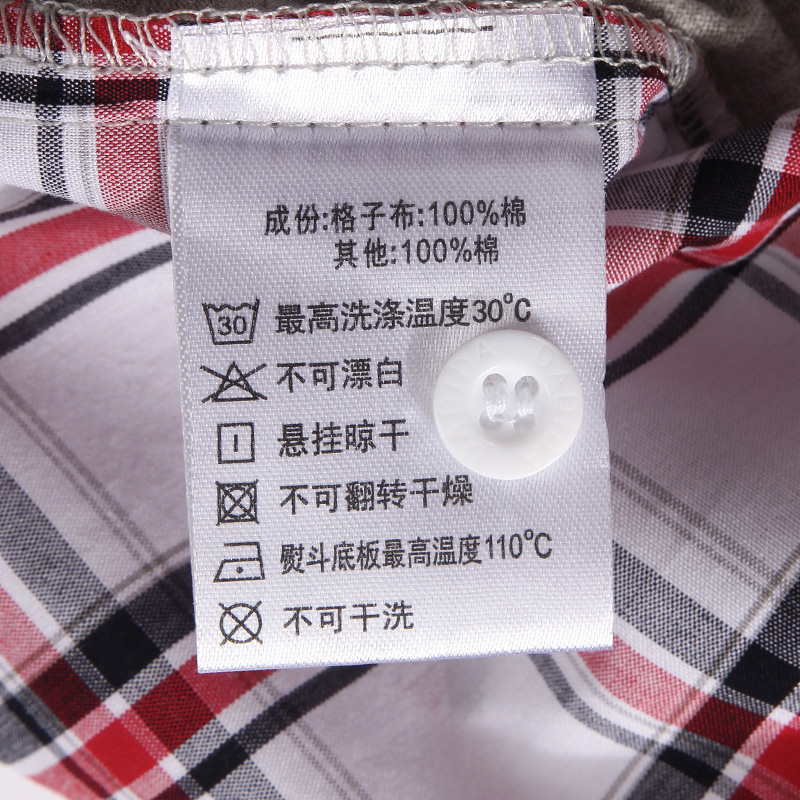 成份:格子布:100%棉
其他:100%棉
30 最高洗涤温度30℃
不可漂白
悬挂晾干
不可翻转干燥
熨斗底板最高温度110℃
不可干洗